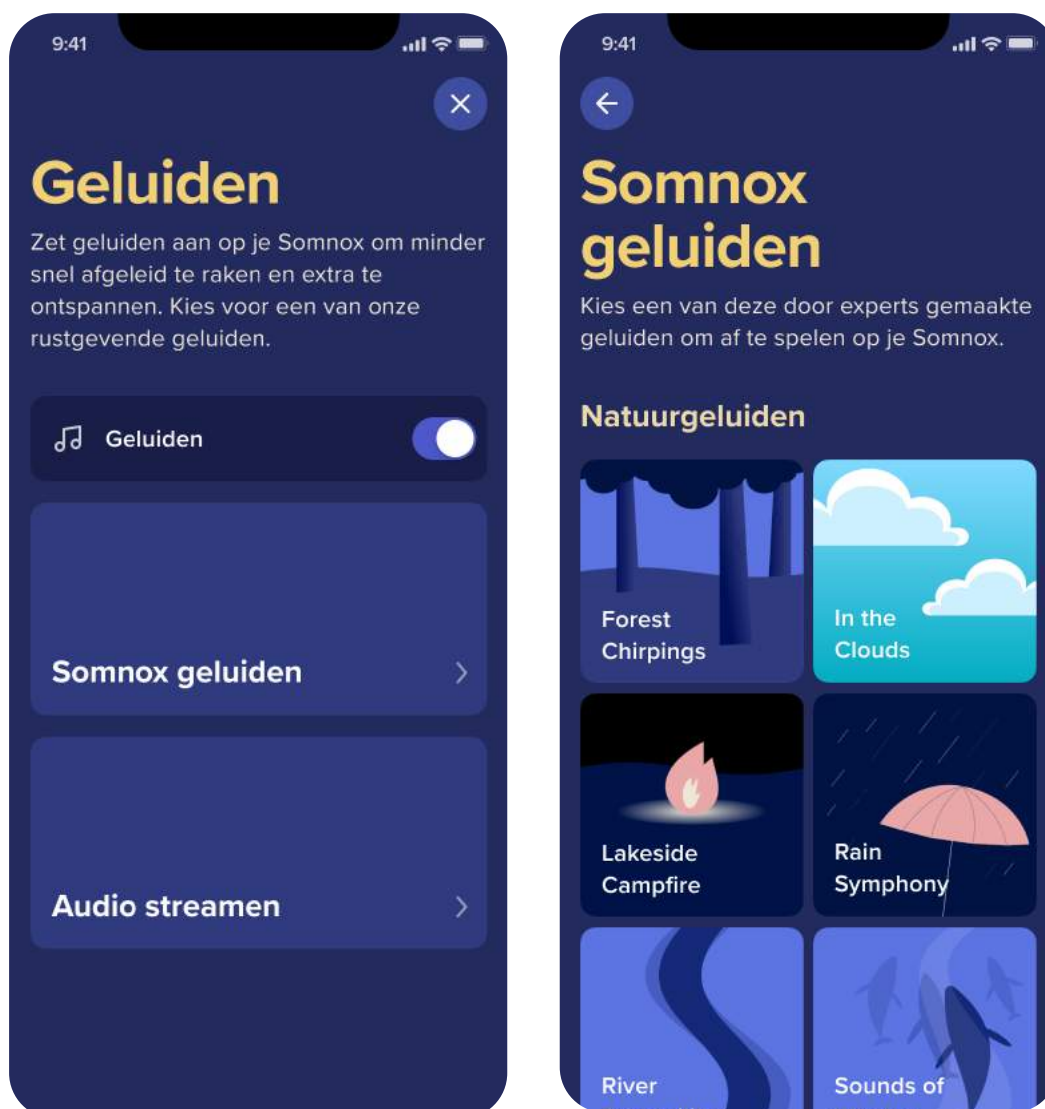 9:41
Geluiden
Zet geluiden aan op je Somnox om minder
snel afgeleid te raken en extra te
ontspannen. Kies voor een van onze
rustgevende geluiden.
Geluiden
Somnox geluiden
Audio streamen
9:41
Somnox
geluiden
Kies een van deze door experts gemaakte
geluiden om af te spelen op je Somnox.
Natuurgeluiden
Forest
Chirpings
In the
Clouds
Lakeside
Campfire
Rain
Symphony
River
Sounds of